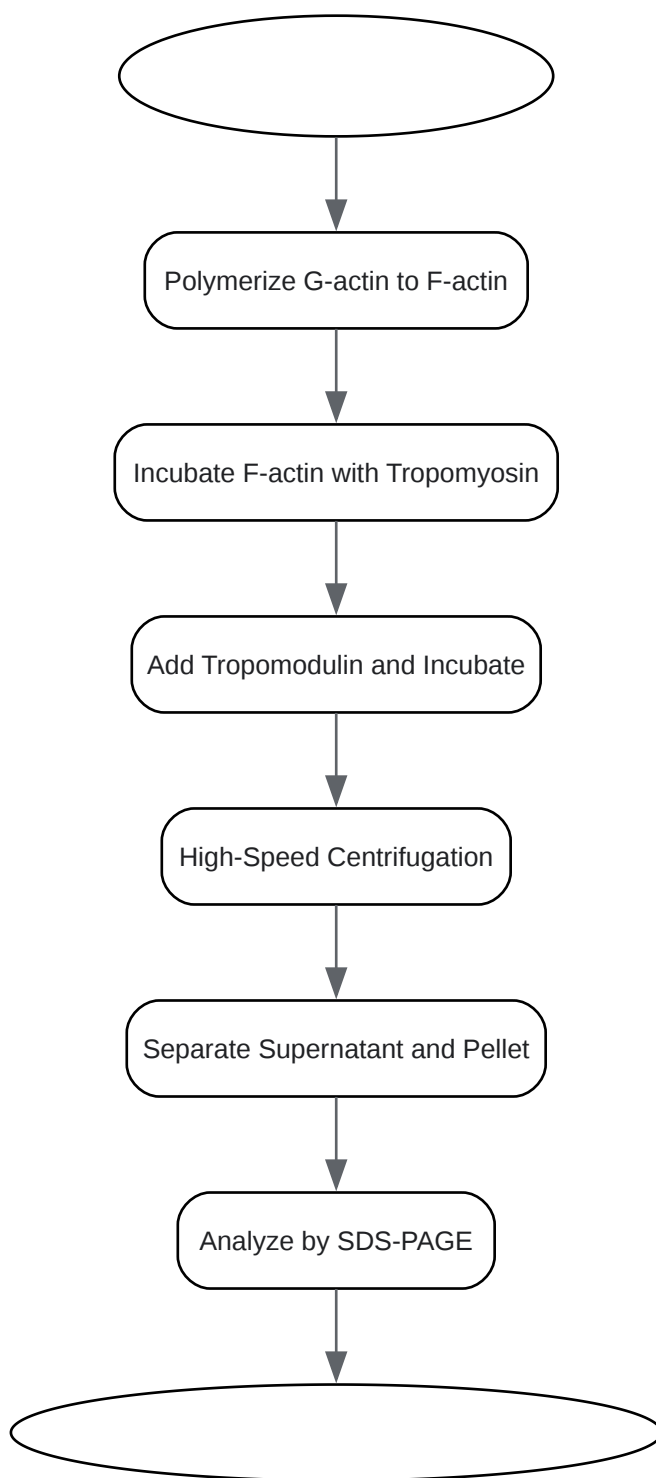 Polymerize G-actin to F-actin
Incubate F-actin with Tropomyosin
Add Tropomodulin and Incubate
High-Speed Centrifugation
Separate Supernatant and Pellet
Analyze by SDS-PAGE